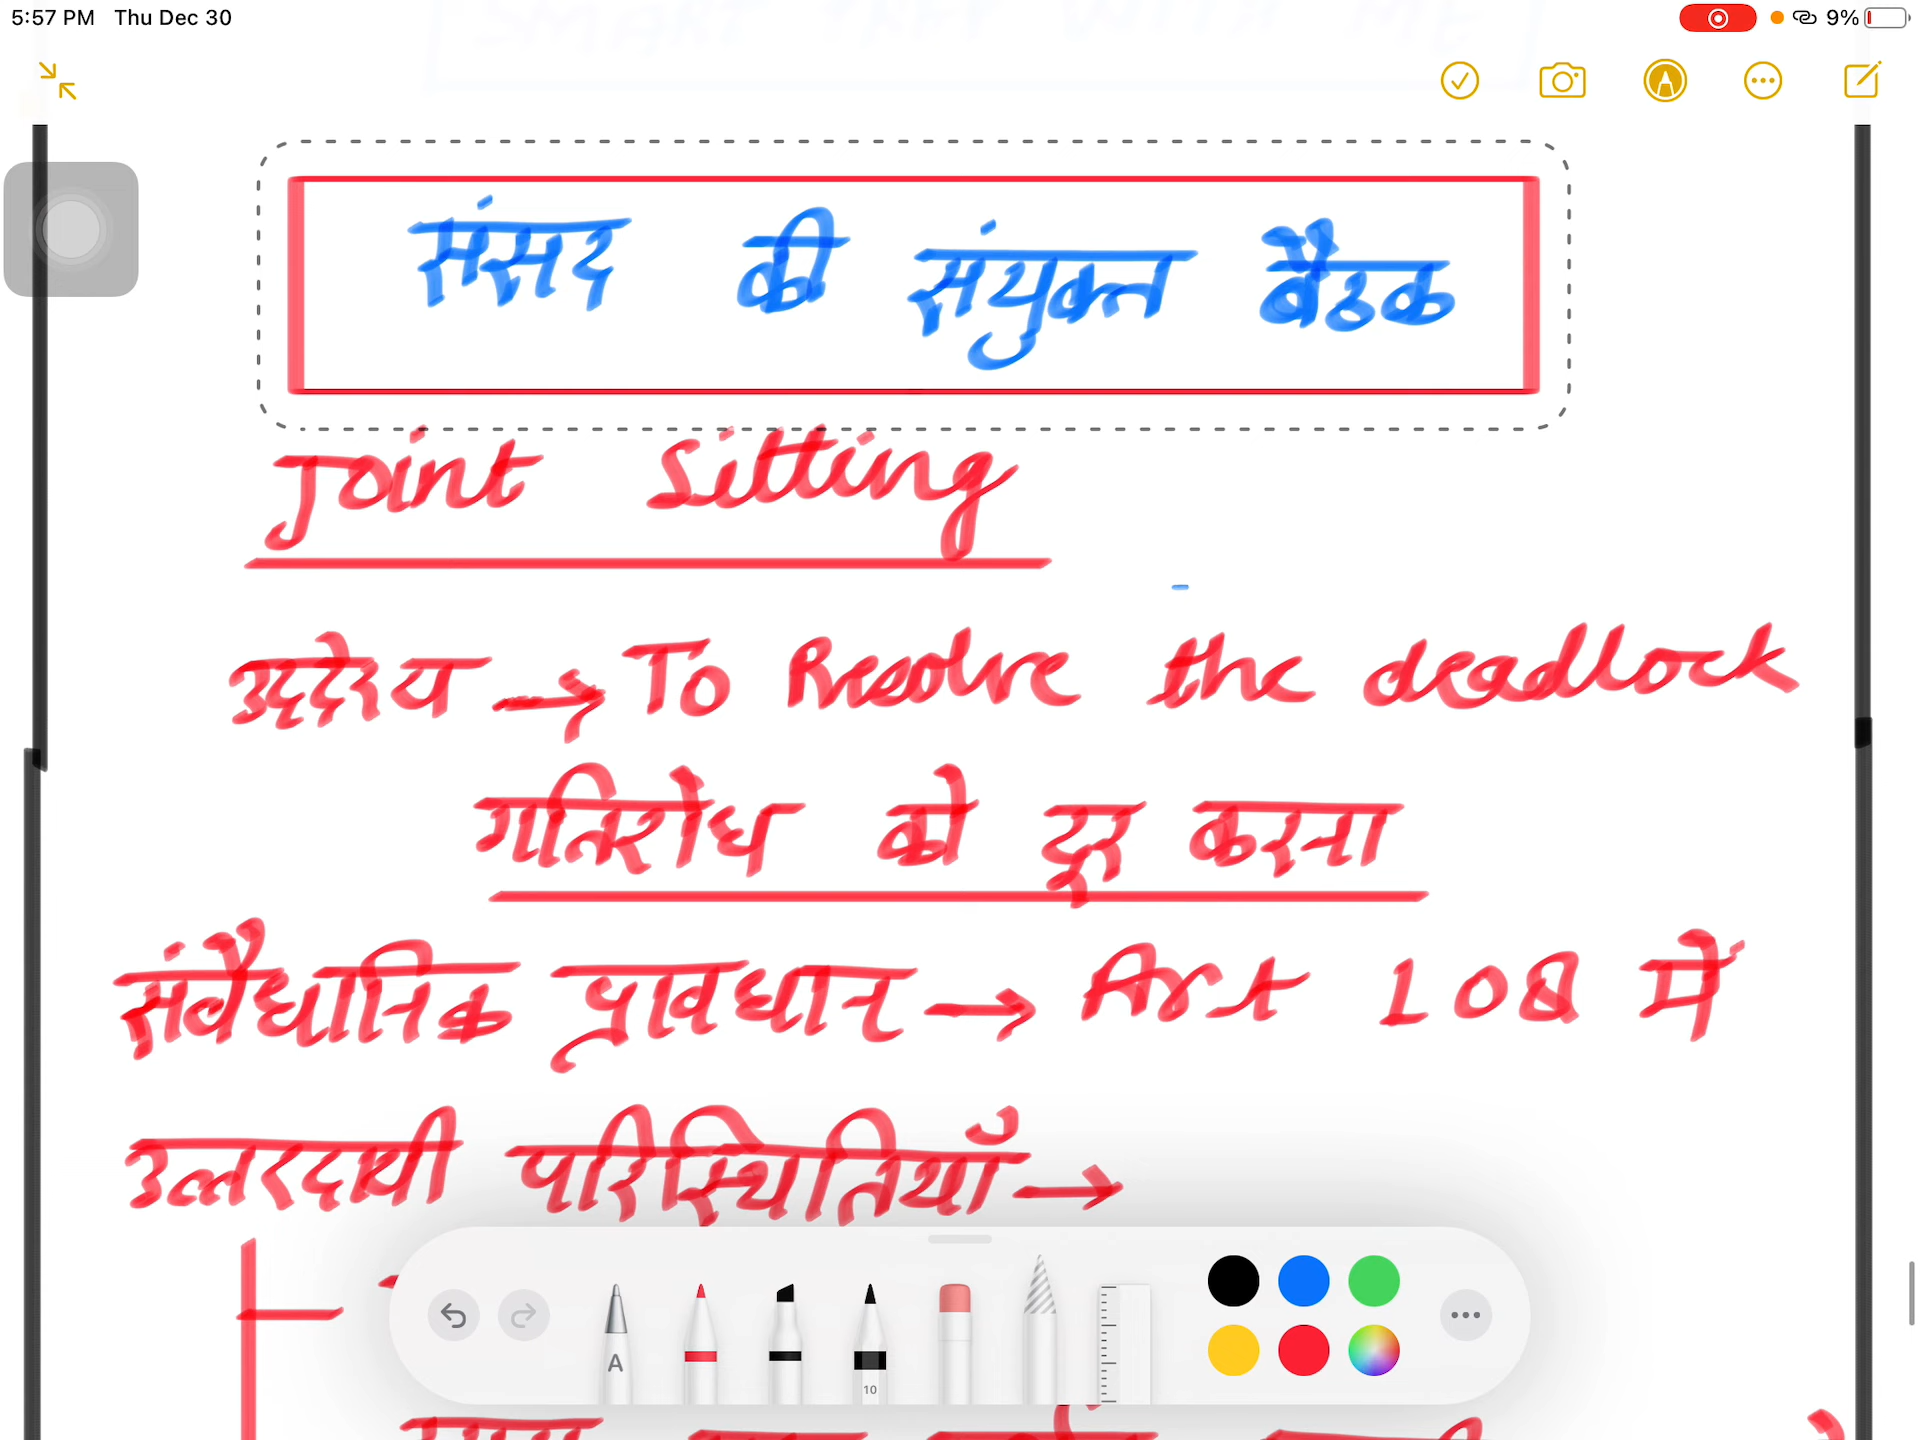 5:57 PM Thu Dec 30
9%
संसद की संयुक्त बैठक
Joint Sitting
उद्देश्य → To Resolve the deadlock
गतिरोध को दूर करना
संवैधानिक प्रावधान → Art 108 में
उत्तरदायी परिस्थितियाँ →
A
10